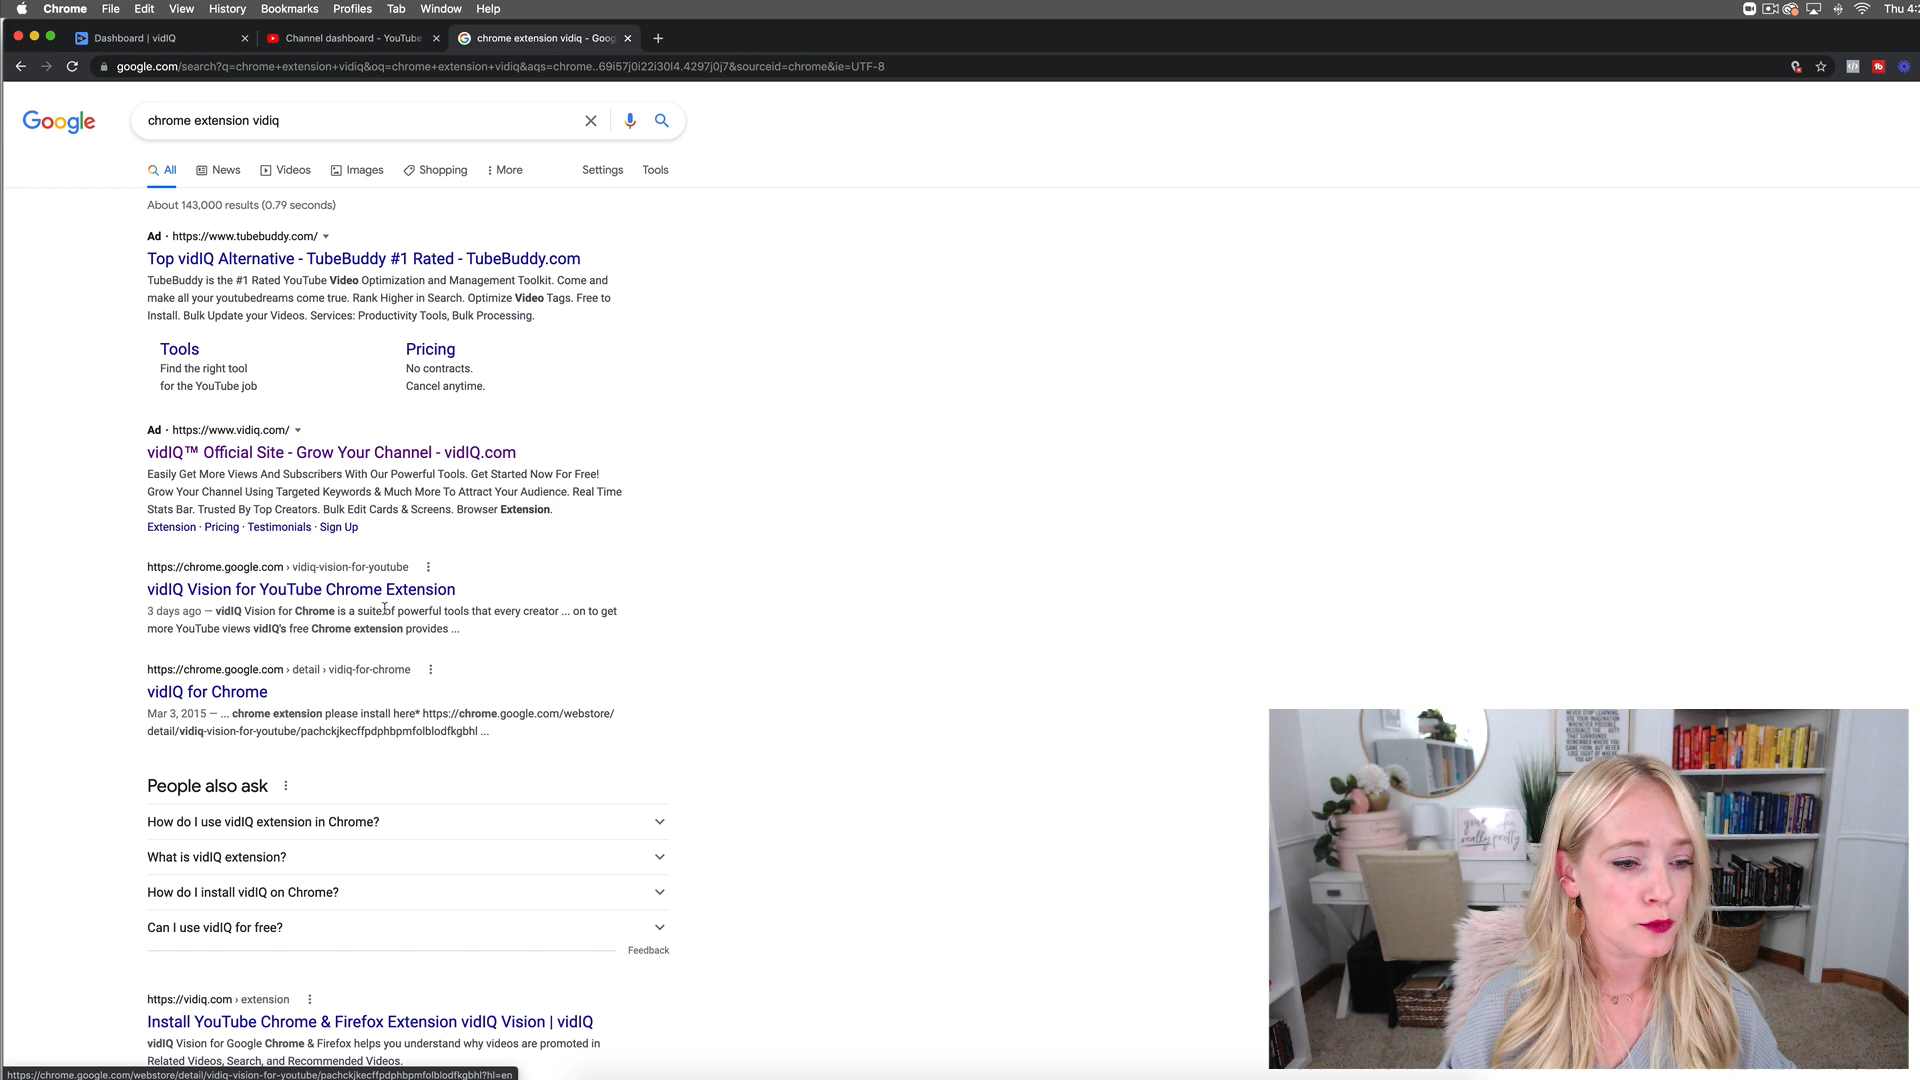 Chrome File Edit View History Bookmarks Profiles Tab Window Help
Thu 4:2
Dashboard | vidIQ
Channel dashboard - YouTube
chrome extension vidiq - Goog
google.com/search?q=chrome+extension+vidiq&oq=chrome+extension+vidiq&aqs=chrome..69i57j0i22i30l4.4297j0j7&sourceid=chrome&ie=UTF-8
Google
chrome extension vidiq
All News Videos Images Shopping More Settings Tools
About 143,000 results (0.79 seconds)
Ad · https://www.tubebuddy.com/
Top vidIQ Alternative - TubeBuddy #1 Rated - TubeBuddy.com
TubeBuddy is the #1 Rated YouTube Video Optimization and Management Toolkit. Come and
make all your youtubedreams come true. Rank Higher in Search. Optimize Video Tags. Free to
Install. Bulk Update your Videos. Services: Productivity Tools, Bulk Processing.
Tools Pricing
Find the right tool No contracts.
for the YouTube job Cancel anytime.
Ad · https://www.vidiq.com/
vidIQ™ Official Site - Grow Your Channel - vidIQ.com
Easily Get More Views And Subscribers With Our Powerful Tools. Get Started Now For Free!
Grow Your Channel Using Targeted Keywords & Much More To Attract Your Audience. Real Time
Stats Bar. Trusted By Top Creators. Bulk Edit Cards & Screens. Browser Extension.
Extension · Pricing · Testimonials · Sign Up
https://chrome.google.com › vidiq-vision-for-youtube
vidIQ Vision for YouTube Chrome Extension
3 days ago — vidIQ Vision for Chrome is a suite of powerful tools that every creator ... on to get
more YouTube views vidIQ's free Chrome extension provides ...
https://chrome.google.com › detail › vidiq-for-chrome
vidIQ for Chrome
Mar 3, 2015 — ... chrome extension please install here* https://chrome.google.com/webstore/
detail/vidiq-vision-for-youtube/pachckjkecffpdphbpmfolblodfkgbhl ...
People also ask
How do I use vidIQ extension in Chrome?
What is vidIQ extension?
How do I install vidIQ on Chrome?
Can I use vidIQ for free?
Feedback
https://vidiq.com › extension
Install YouTube Chrome & Firefox Extension vidIQ Vision | vidIQ
vidIQ Vision for Google Chrome & Firefox helps you understand why videos are promoted in
Related Videos, Search, and Recommended Videos.
https://chrome.google.com/webstore/detail/vidiq-vision-for-youtube/pachckjkecffpdphbpmfolblodfkgbhl?hl=en
really pretty